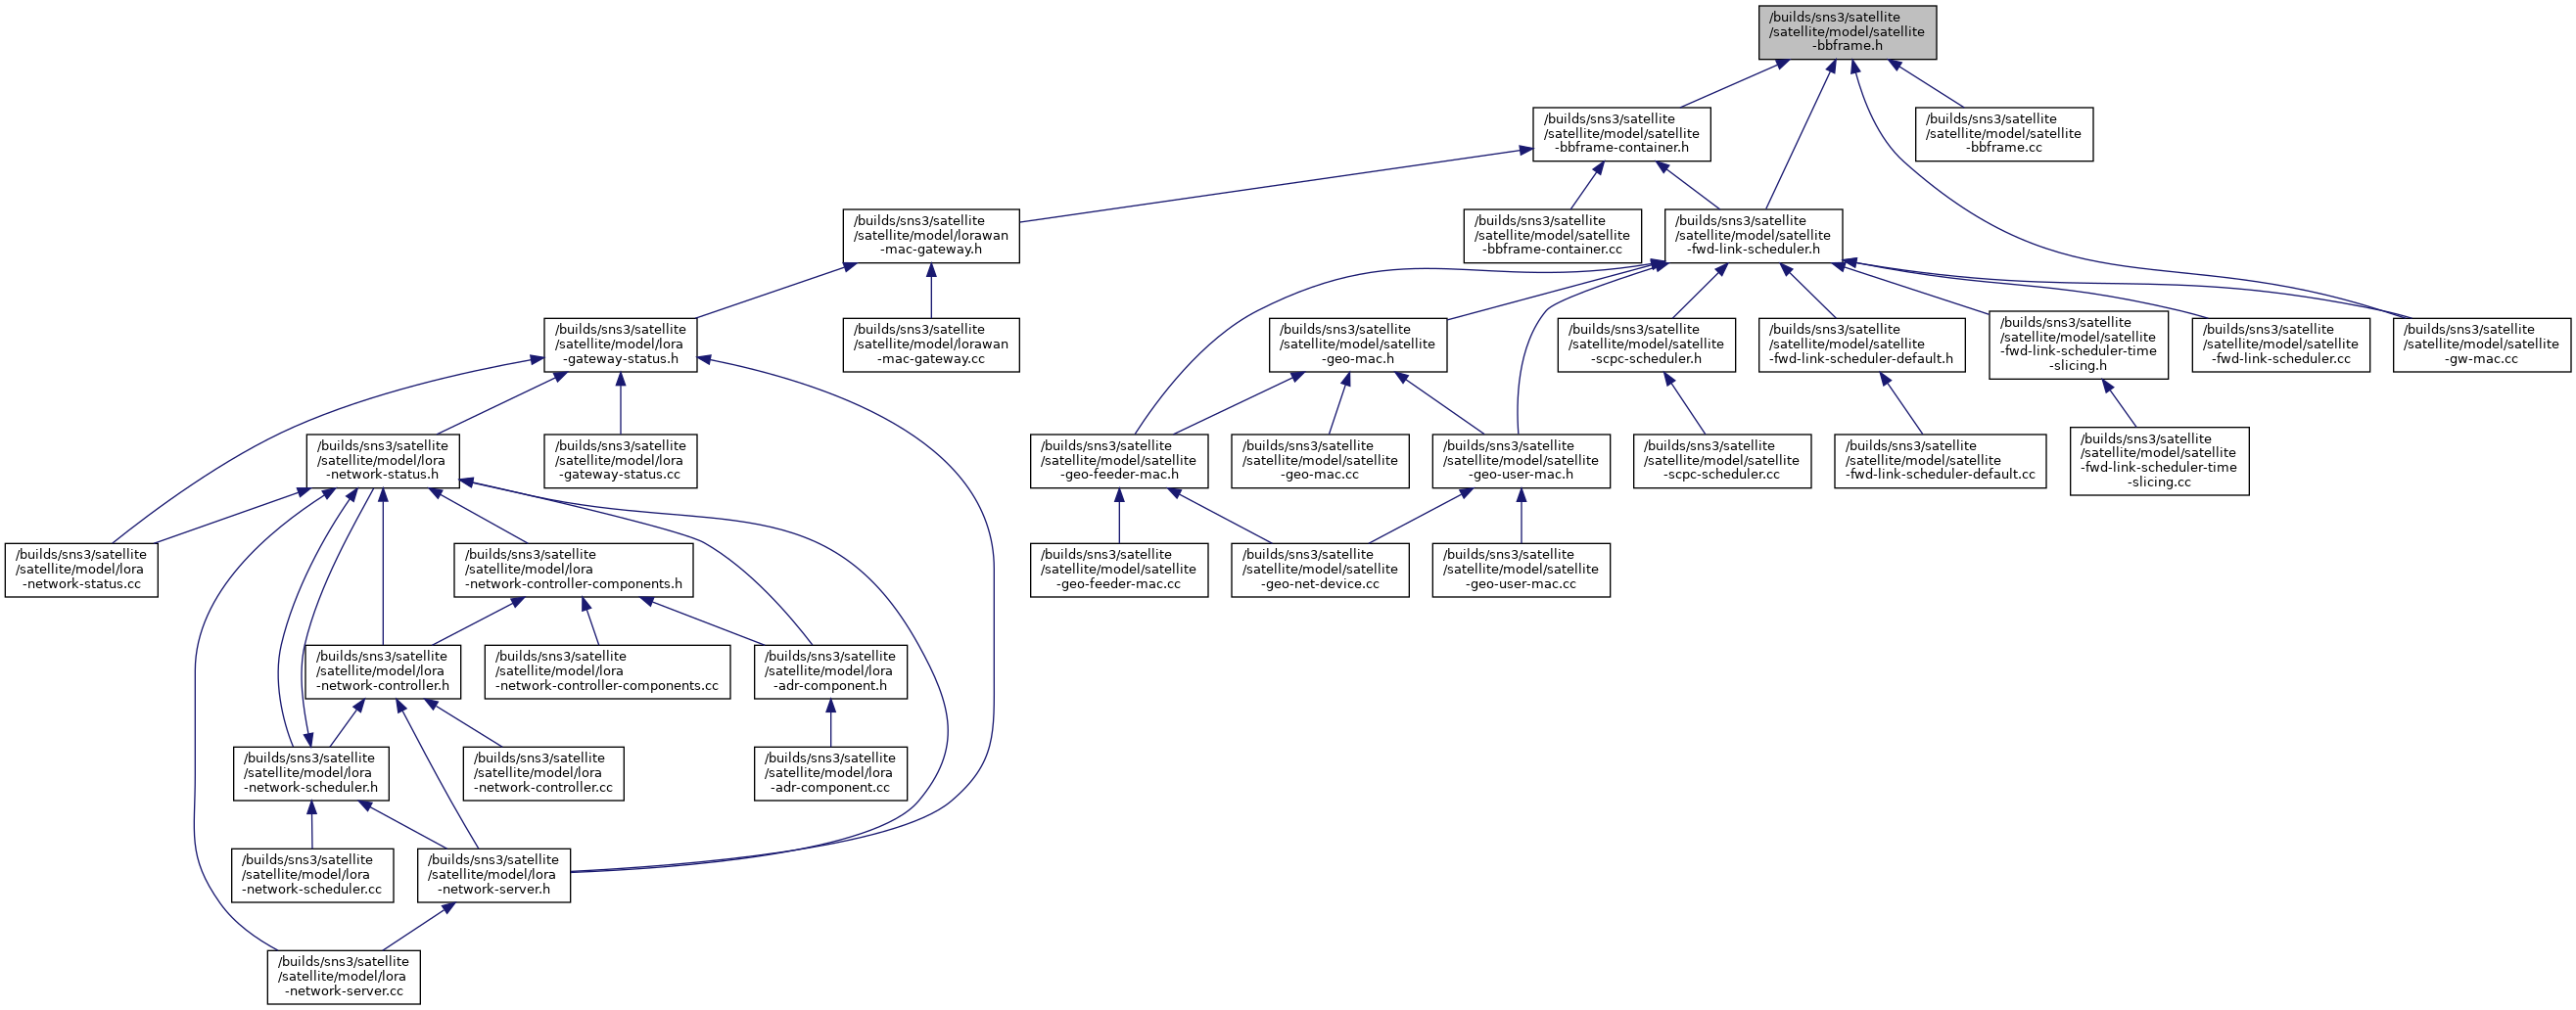 /builds/sns3/satellite
/satellite/model/satellite
-bbframe.h
/builds/sns3/satellite
/satellite/model/satellite
-bbframe-container.h
/builds/sns3/satellite
/satellite/model/satellite
-bbframe.cc
/builds/sns3/satellite
/satellite/model/lorawan
-mac-gateway.h
/builds/sns3/satellite
/satellite/model/satellite
-bbframe-container.cc
/builds/sns3/satellite
/satellite/model/satellite
-fwd-link-scheduler.h
/builds/sns3/satellite
/satellite/model/lora
-gateway-status.h
/builds/sns3/satellite
/satellite/model/lorawan
-mac-gateway.cc
/builds/sns3/satellite
/satellite/model/satellite
-geo-mac.h
/builds/sns3/satellite
/satellite/model/satellite
-scpc-scheduler.h
/builds/sns3/satellite
/satellite/model/satellite
-fwd-link-scheduler-default.h
/builds/sns3/satellite
/satellite/model/satellite
-fwd-link-scheduler-time
-slicing.h
/builds/sns3/satellite
/satellite/model/satellite
-fwd-link-scheduler.cc
/builds/sns3/satellite
/satellite/model/satellite
-gw-mac.cc
/builds/sns3/satellite
/satellite/model/lora
-network-status.h
/builds/sns3/satellite
/satellite/model/lora
-gateway-status.cc
/builds/sns3/satellite
/satellite/model/satellite
-geo-feeder-mac.h
/builds/sns3/satellite
/satellite/model/satellite
-geo-mac.cc
/builds/sns3/satellite
/satellite/model/satellite
-geo-user-mac.h
/builds/sns3/satellite
/satellite/model/satellite
-scpc-scheduler.cc
/builds/sns3/satellite
/satellite/model/satellite
-fwd-link-scheduler-default.cc
/builds/sns3/satellite
/satellite/model/satellite
-fwd-link-scheduler-time
-slicing.cc
/builds/sns3/satellite
/satellite/model/lora
-network-status.cc
/builds/sns3/satellite
/satellite/model/lora
-network-controller-components.h
/builds/sns3/satellite
/satellite/model/satellite
-geo-feeder-mac.cc
/builds/sns3/satellite
/satellite/model/satellite
-geo-net-device.cc
/builds/sns3/satellite
/satellite/model/satellite
-geo-user-mac.cc
/builds/sns3/satellite
/satellite/model/lora
-network-controller.h
/builds/sns3/satellite
/satellite/model/lora
-network-controller-components.cc
/builds/sns3/satellite
/satellite/model/lora
-adr-component.h
/builds/sns3/satellite
/satellite/model/lora
-network-scheduler.h
/builds/sns3/satellite
/satellite/model/lora
-network-controller.cc
/builds/sns3/satellite
/satellite/model/lora
-adr-component.cc
/builds/sns3/satellite
/satellite/model/lora
-network-scheduler.cc
/builds/sns3/satellite
/satellite/model/lora
-network-server.h
/builds/sns3/satellite
/satellite/model/lora
-network-server.cc